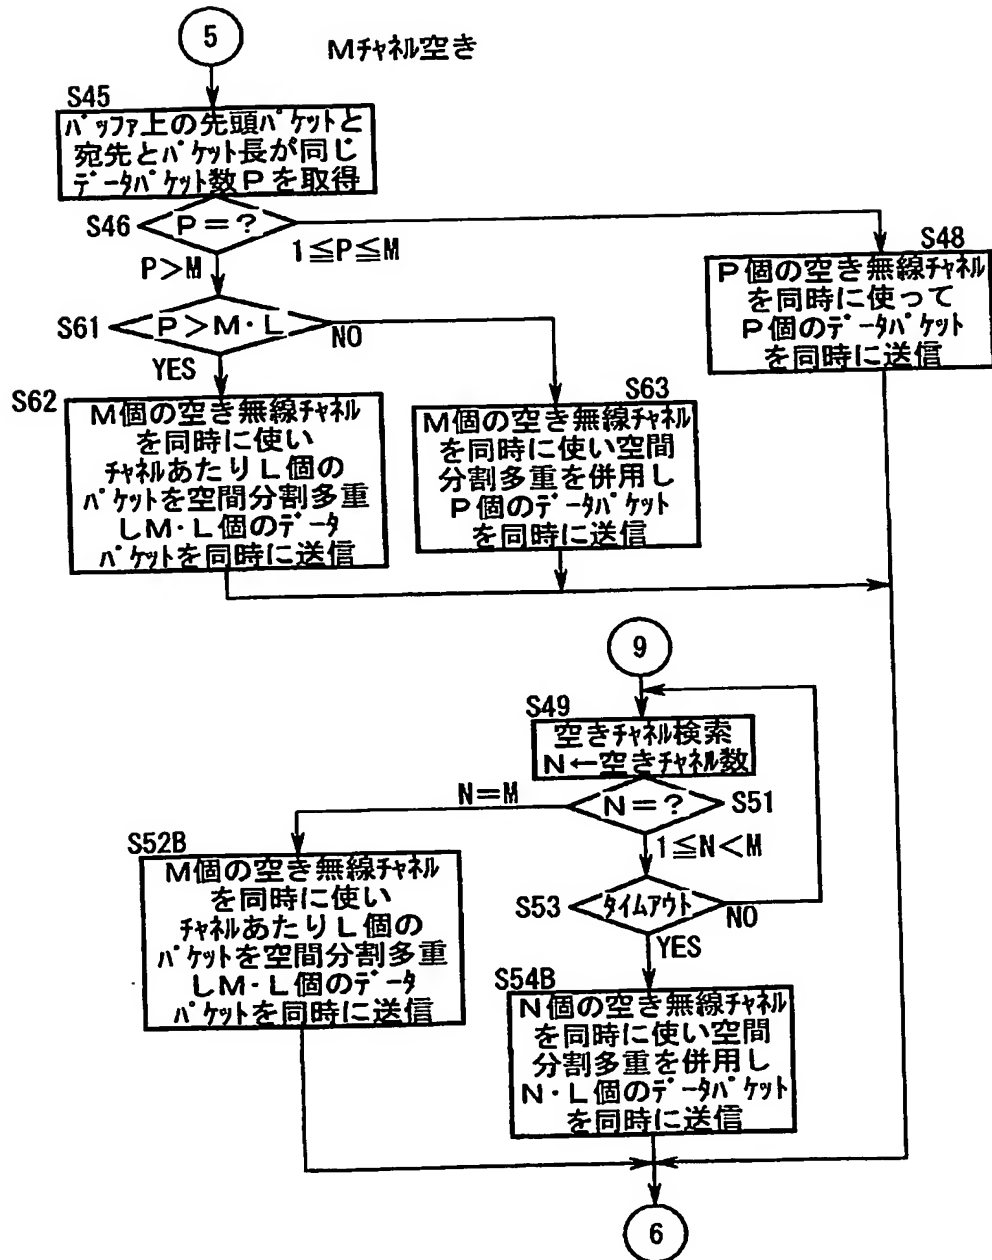 5
Mﾁｬﾈﾙ空き
S45
ﾊﾞｯﾌｧ上の先頭ﾊﾟｹｯﾄと
宛先とﾊﾟｹｯﾄ長が同じ
ﾃﾞｰﾀﾊﾟｹｯﾄ数Pを取得
S46
P=?
1≦P≦M
P>M
S48
P個の空き無線ﾁｬﾈﾙ
を同時に使って
P個のﾃﾞｰﾀﾊﾟｹｯﾄ
を同時に送信
S61
P>M・L
NO
YES
S62
M個の空き無線ﾁｬﾈﾙ
を同時に使い
ﾁｬﾈﾙあたりL個の
ﾊﾟｹｯﾄを空間分割多重
しM・L個のﾃﾞｰﾀ
ﾊﾟｹｯﾄを同時に送信
S63
M個の空き無線ﾁｬﾈﾙ
を同時に使い空間
分割多重を併用し
P個のﾃﾞｰﾀﾊﾟｹｯﾄ
を同時に送信
9
S49
空きﾁｬﾈﾙ検索
N←空きﾁｬﾈﾙ数
N=M
N=?
S51
1≦N<M
S52B
M個の空き無線ﾁｬﾈﾙ
を同時に使い
ﾁｬﾈﾙあたりL個の
ﾊﾟｹｯﾄを空間分割多重
しM・L個のﾃﾞｰﾀ
ﾊﾟｹｯﾄを同時に送信
S53
ﾀｲﾑｱｳﾄ
NO
YES
S54B
N個の空き無線ﾁｬﾈﾙ
を同時に使い空間
分割多重を併用し
N・L個のﾃﾞｰﾀﾊﾟｹｯﾄ
を同時に送信
6